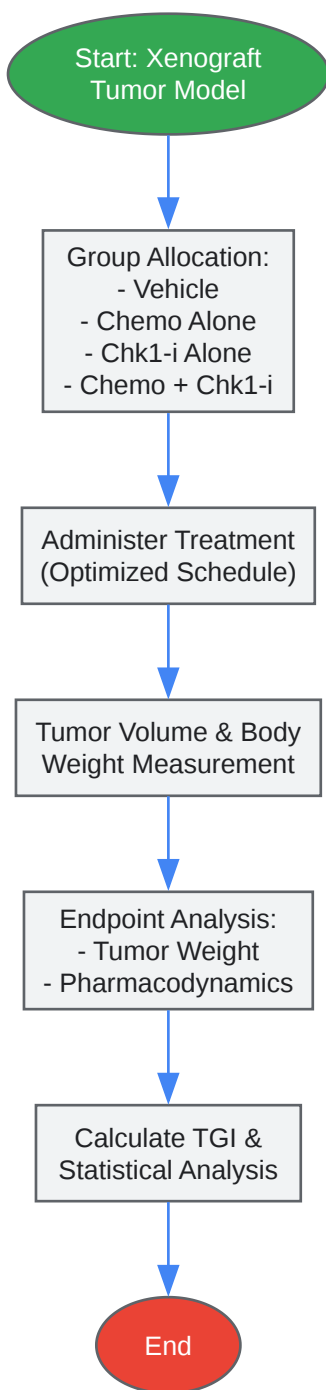 Start: Xenograft
Tumor Model
Group Allocation:
- Vehicle
- Chemo Alone
- Chk1-i Alone
- Chemo + Chk1-i
Administer Treatment
(Optimized Schedule)
Tumor Volume & Body
Weight Measurement
Endpoint Analysis:
- Tumor Weight
- Pharmacodynamics
Calculate TGI &
Statistical Analysis
End